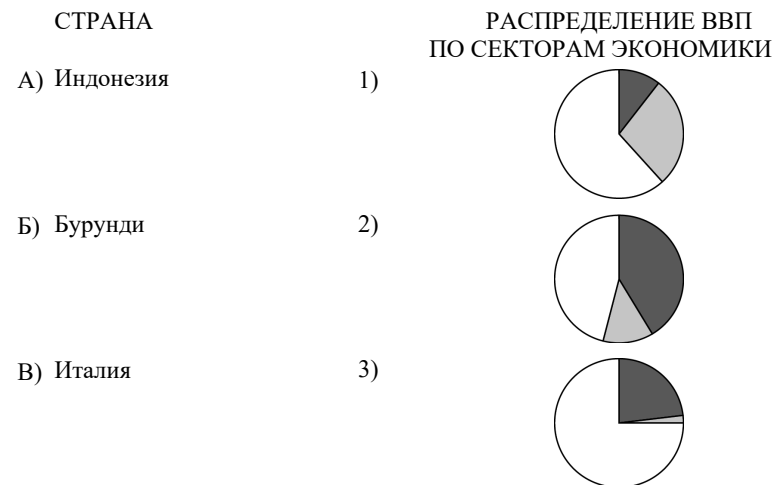 СТРАНА
РАСПРЕДЕЛЕНИЕ ВВП
ПО СЕКТОРАМ ЭКОНОМИКИ
А) Индонезия
1)
Б) Бурунди
2)
В) Италия
3)